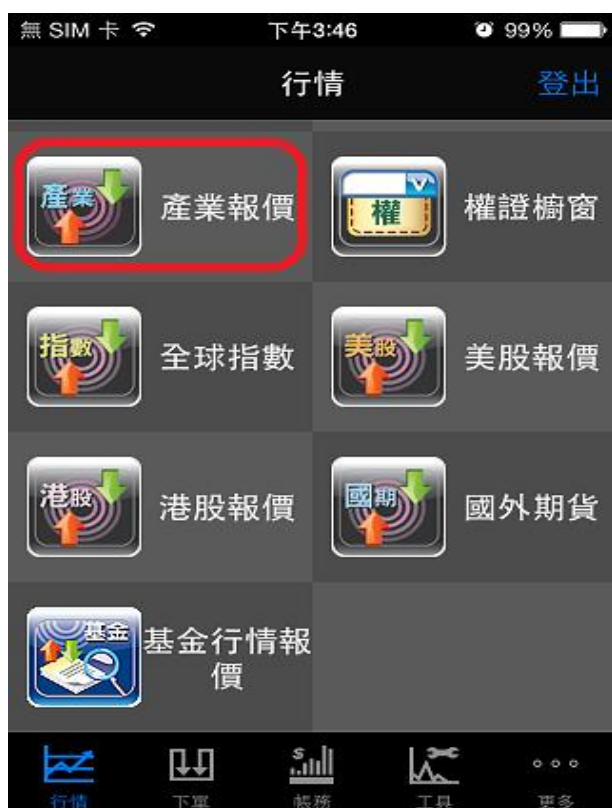 無 SIM 卡 下午3:46 99%
行情 登出
產業 產業報價 權 權證櫥窗
指數 全球指數 美股 美股報價
港股 港股報價 國期 國外期貨
基金 基金行情報
價
行情 下單 帳務 工具 更多